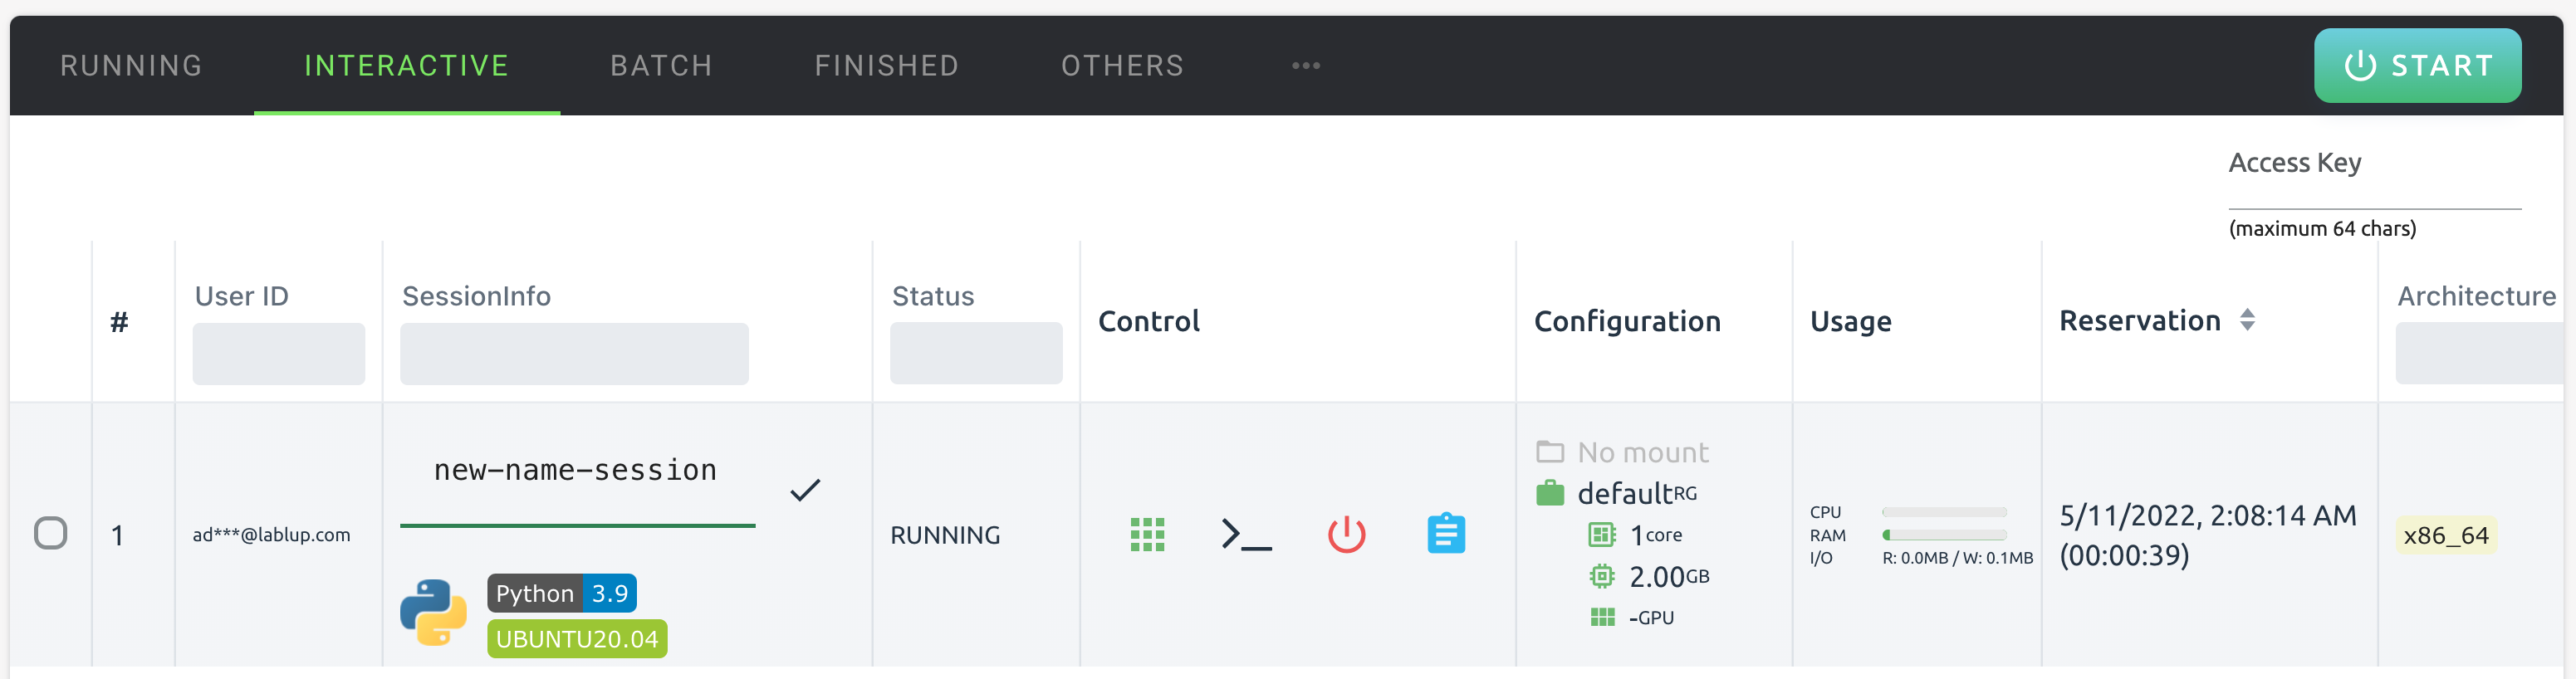 RUNNING INTERACTIVE BATCH FINISHED OTHERS ••• START
Access Key
(maximum 64 chars)
# User ID SessionInfo Status Control Configuration Usage Reservation Architecture
1 ad***@lablup.com new-name-session RUNNING
Python 3.9
UBUNTU20.04
No mount
defaultRG
1core
2.00GB
-GPU
CPU
RAM
I/O R: 0.0MB / W: 0.1MB
5/11/2022, 2:08:14 AM
(00:00:39)
x86_64